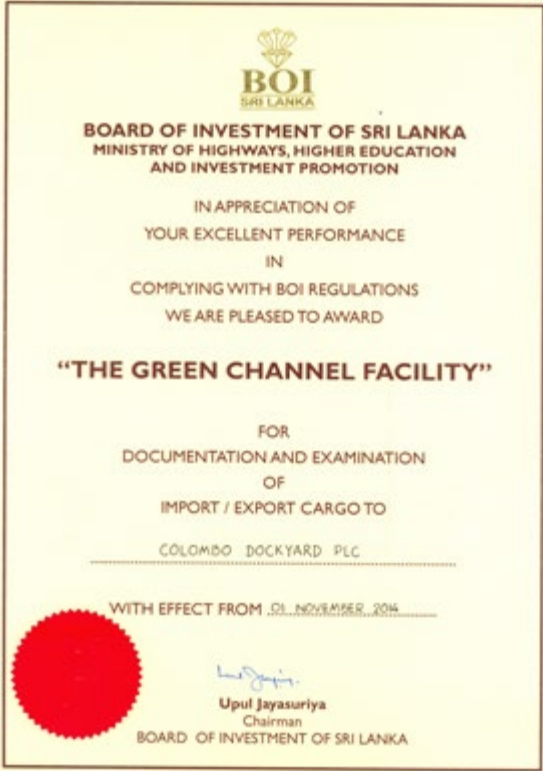 BOI
SRI LANKA
BOARD OF INVESTMENT OF SRI LANKA
MINISTRY OF HIGHWAYS, HIGHER EDUCATION
AND INVESTMENT PROMOTION
IN APPRECIATION OF
YOUR EXCELLENT PERFORMANCE
IN
COMPLYING WITH BOI REGULATIONS
WE ARE PLEASED TO AWARD
“THE GREEN CHANNEL FACILITY”
FOR
DOCUMENTATION AND EXAMINATION
OF
IMPORT / EXPORT CARGO TO
COLOMBO DOCKYARD PLC
WITH EFFECT FROM 01 NOVEMBER
Upul Jayasuriya
Chairman
BOARD OF INVESTMENT OF SRI LANKA